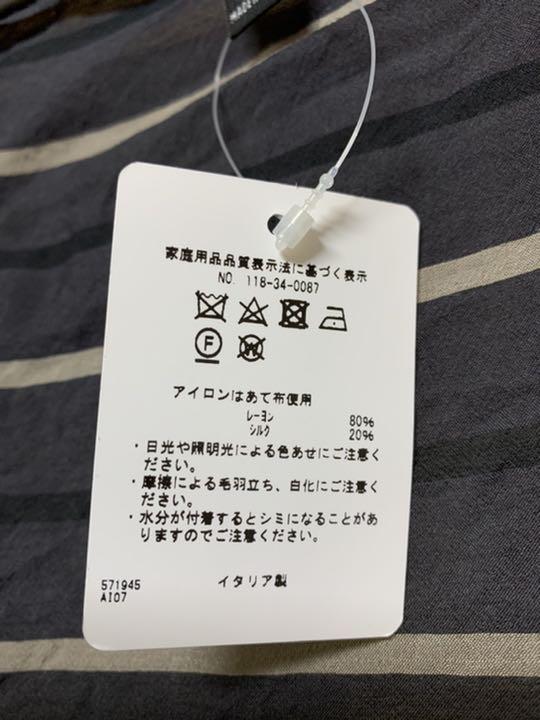 MADE IN
家庭用品品質表示法に基づく表示
NO. 118-34-0087
F
W
アイロンはあて布使用
レーヨン 80%
シルク 20%
・日光や照明光による色あせにご注意く
ださい。
・摩擦による毛羽立ち、白化にご注意く
ださい。
・水分が付着するとシミになることがあ
りますのでご注意ください。
571945
AI07
イタリア製